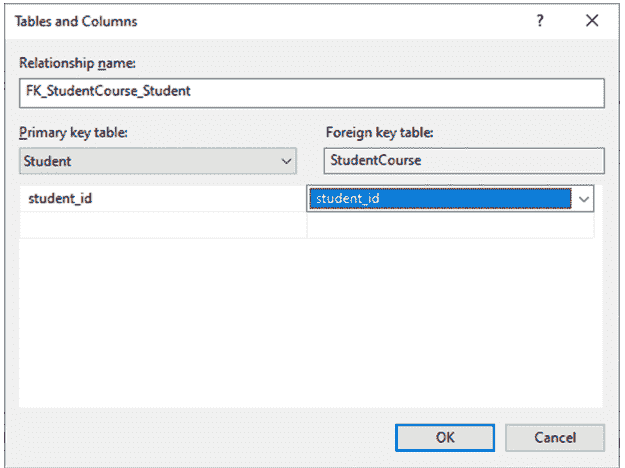 Tables and Columns
Relationship name:
FK_StudentCourse_Student
Primary key table:
Foreign key table:
Student
StudentCourse
student_id
student_id
OK
Cancel